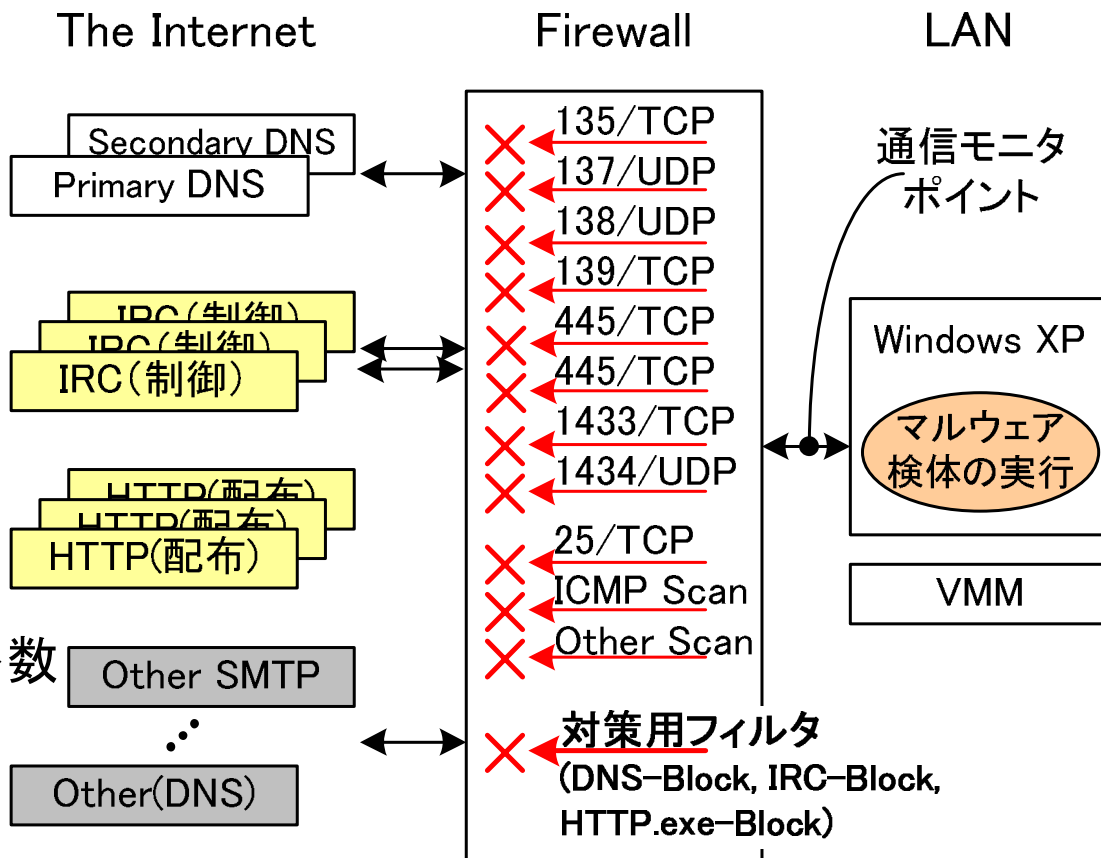 The Internet
Firewall
LAN
Secondary DNS
Primary DNS
IRC(制御)
IRC(制御)
IRC(制御)
HTTP(配布)
HTTP(配布)
HTTP(配布)
数
Other SMTP
Other(DNS)
135/TCP
137/UDP
138/UDP
139/TCP
445/TCP
445/TCP
1433/TCP
1434/UDP
25/TCP
ICMP Scan
Other Scan
対策用フィルタ
(DNS-Block, IRC-Block,
HTTP.exe-Block)
通信モニタ
ポイント
Windows XP
マルウェア
検体の実行
VMM